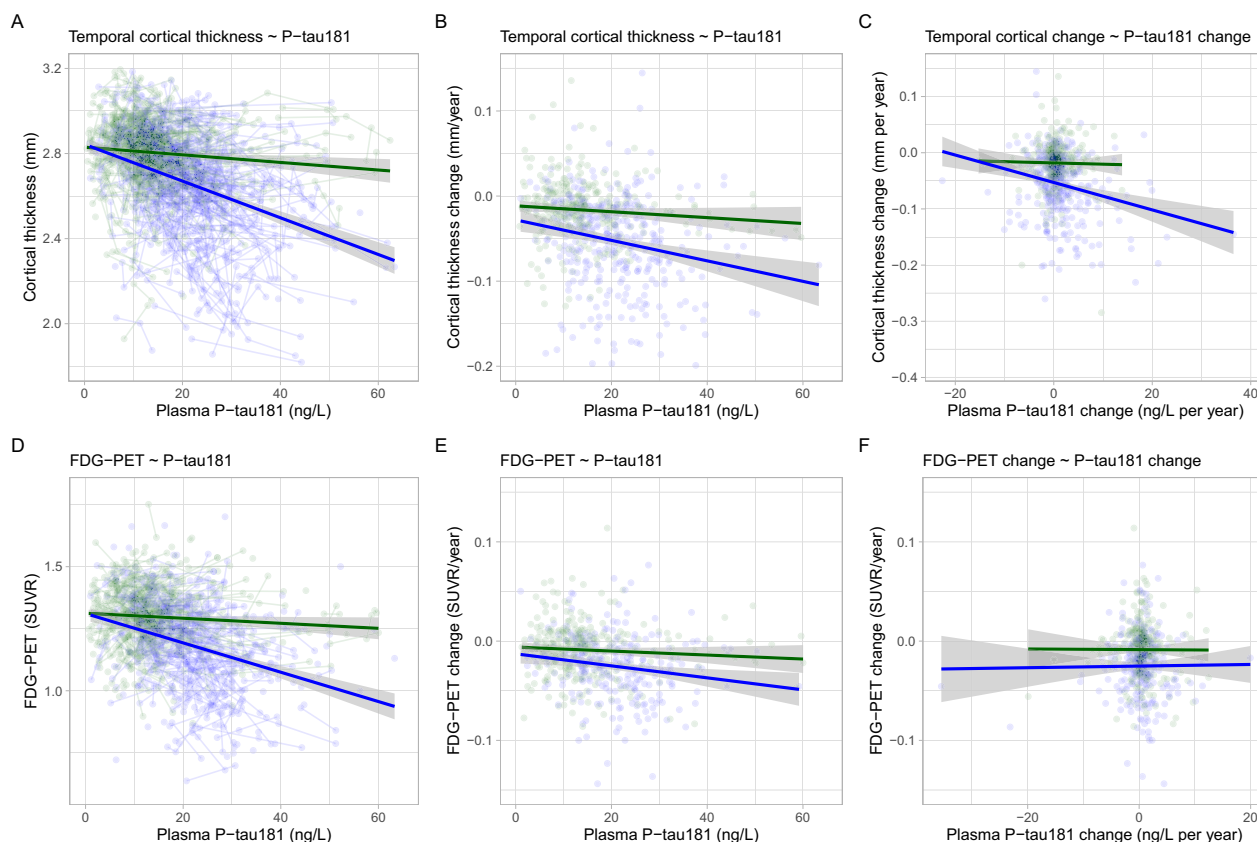 A
Temporal cortical thickness ~ P−tau181
Cortical thickness (mm)
3.2
2.8
2.4
2.0
0 20 40 60
Plasma P−tau181 (ng/L)
B
Temporal cortical thickness ~ P−tau181
Cortical thickness change (mm/year)
0.1
0.0
−0.1
−0.2
0 20 40 60
Plasma P−tau181 (ng/L)
C
Temporal cortical change ~ P−tau181 change
Cortical thickness change (mm per year)
0.1
0.0
−0.1
−0.2
−0.3
−0.4
−20 0 20 40
Plasma P−tau181 change (ng/L per year)
D
FDG−PET ~ P−tau181
FDG−PET (SUVR)
1.5
1.0
0 20 40 60
Plasma P−tau181 (ng/L)
E
FDG−PET ~ P−tau181
FDG−PET change (SUVR/year)
0.1
0.0
−0.1
0 20 40 60
Plasma P−tau181 (ng/L)
F
FDG−PET change ~ P−tau181 change
FDG−PET change (SUVR/year)
0.1
0.0
−0.1
−20 0 20
Plasma P−tau181 change (ng/L per year)